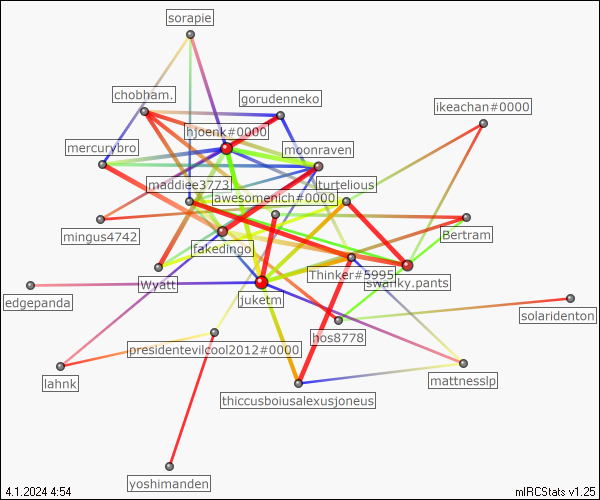 sorapie
chobham.
gorudenneko
ikeachan#0000
hjoenk#0000
mercurybro
moonraven
maddiee3773
turtelious
awesomenich#0000
mingus4742
Bertram
fakedingo
Thinker#5995
swanky.pants
Wyatt
edgepanda
juketm
solaridenton
hos8778
presidentevilcool2012#0000
lahnk
mattnesslp
thiccusboiusalexusjoneus
yoshimanden
4.1.2024 4:54
mIRCStats v1.25